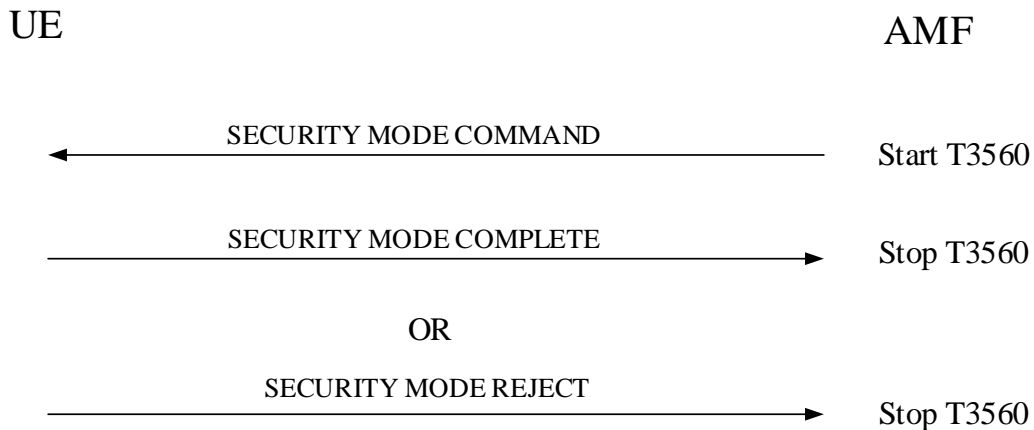 UE
AMF
SECURITY MODE COMMAND
Start T3560
SECURITY MODE COMPLETE
Stop T3560
OR
SECURITY MODE REJECT
Stop T3560